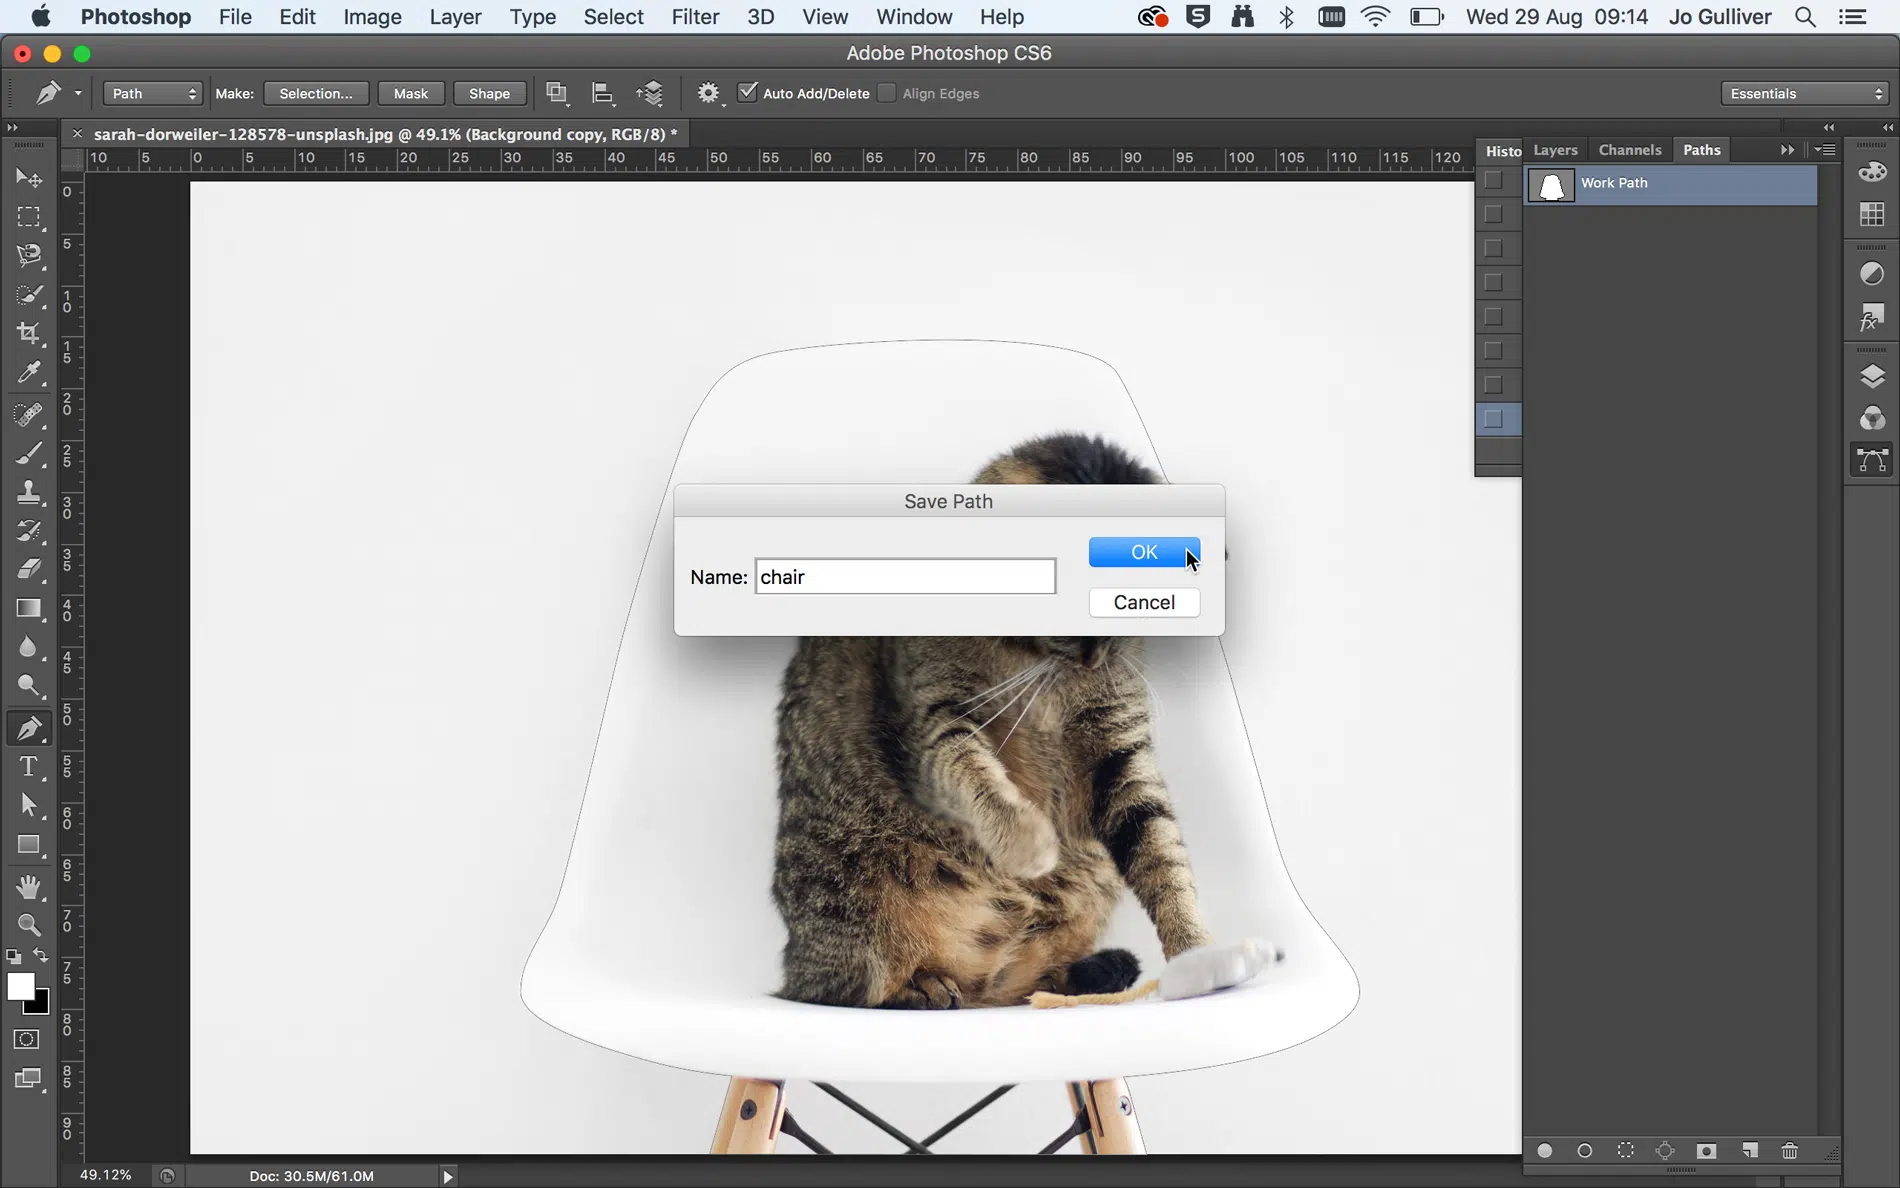 Photoshop File Edit Image Layer Type Select Filter 3D View Window Help Wed 29 Aug 09:14 Jo Gulliver
Adobe Photoshop CS6
Path Make: Selection... Mask Shape Auto Add/Delete Align Edges Essentials
sarah-dorweiler-128578-unsplash.jpg @ 49.1% (Background copy, RGB/8) *
10 5 0 5 10 15 20 25 30 35 40 45 50 55 60 65 70 75 80 85 90 95 100 105 110 115 120
Histo Layers Channels Paths
Work Path
0
5
10
15
20
25
30
35
40
45
50
55
60
65
70
75
80
85
90
Save Path
Name: chair
OK
Cancel
49.12% Doc: 30.5M/61.0M